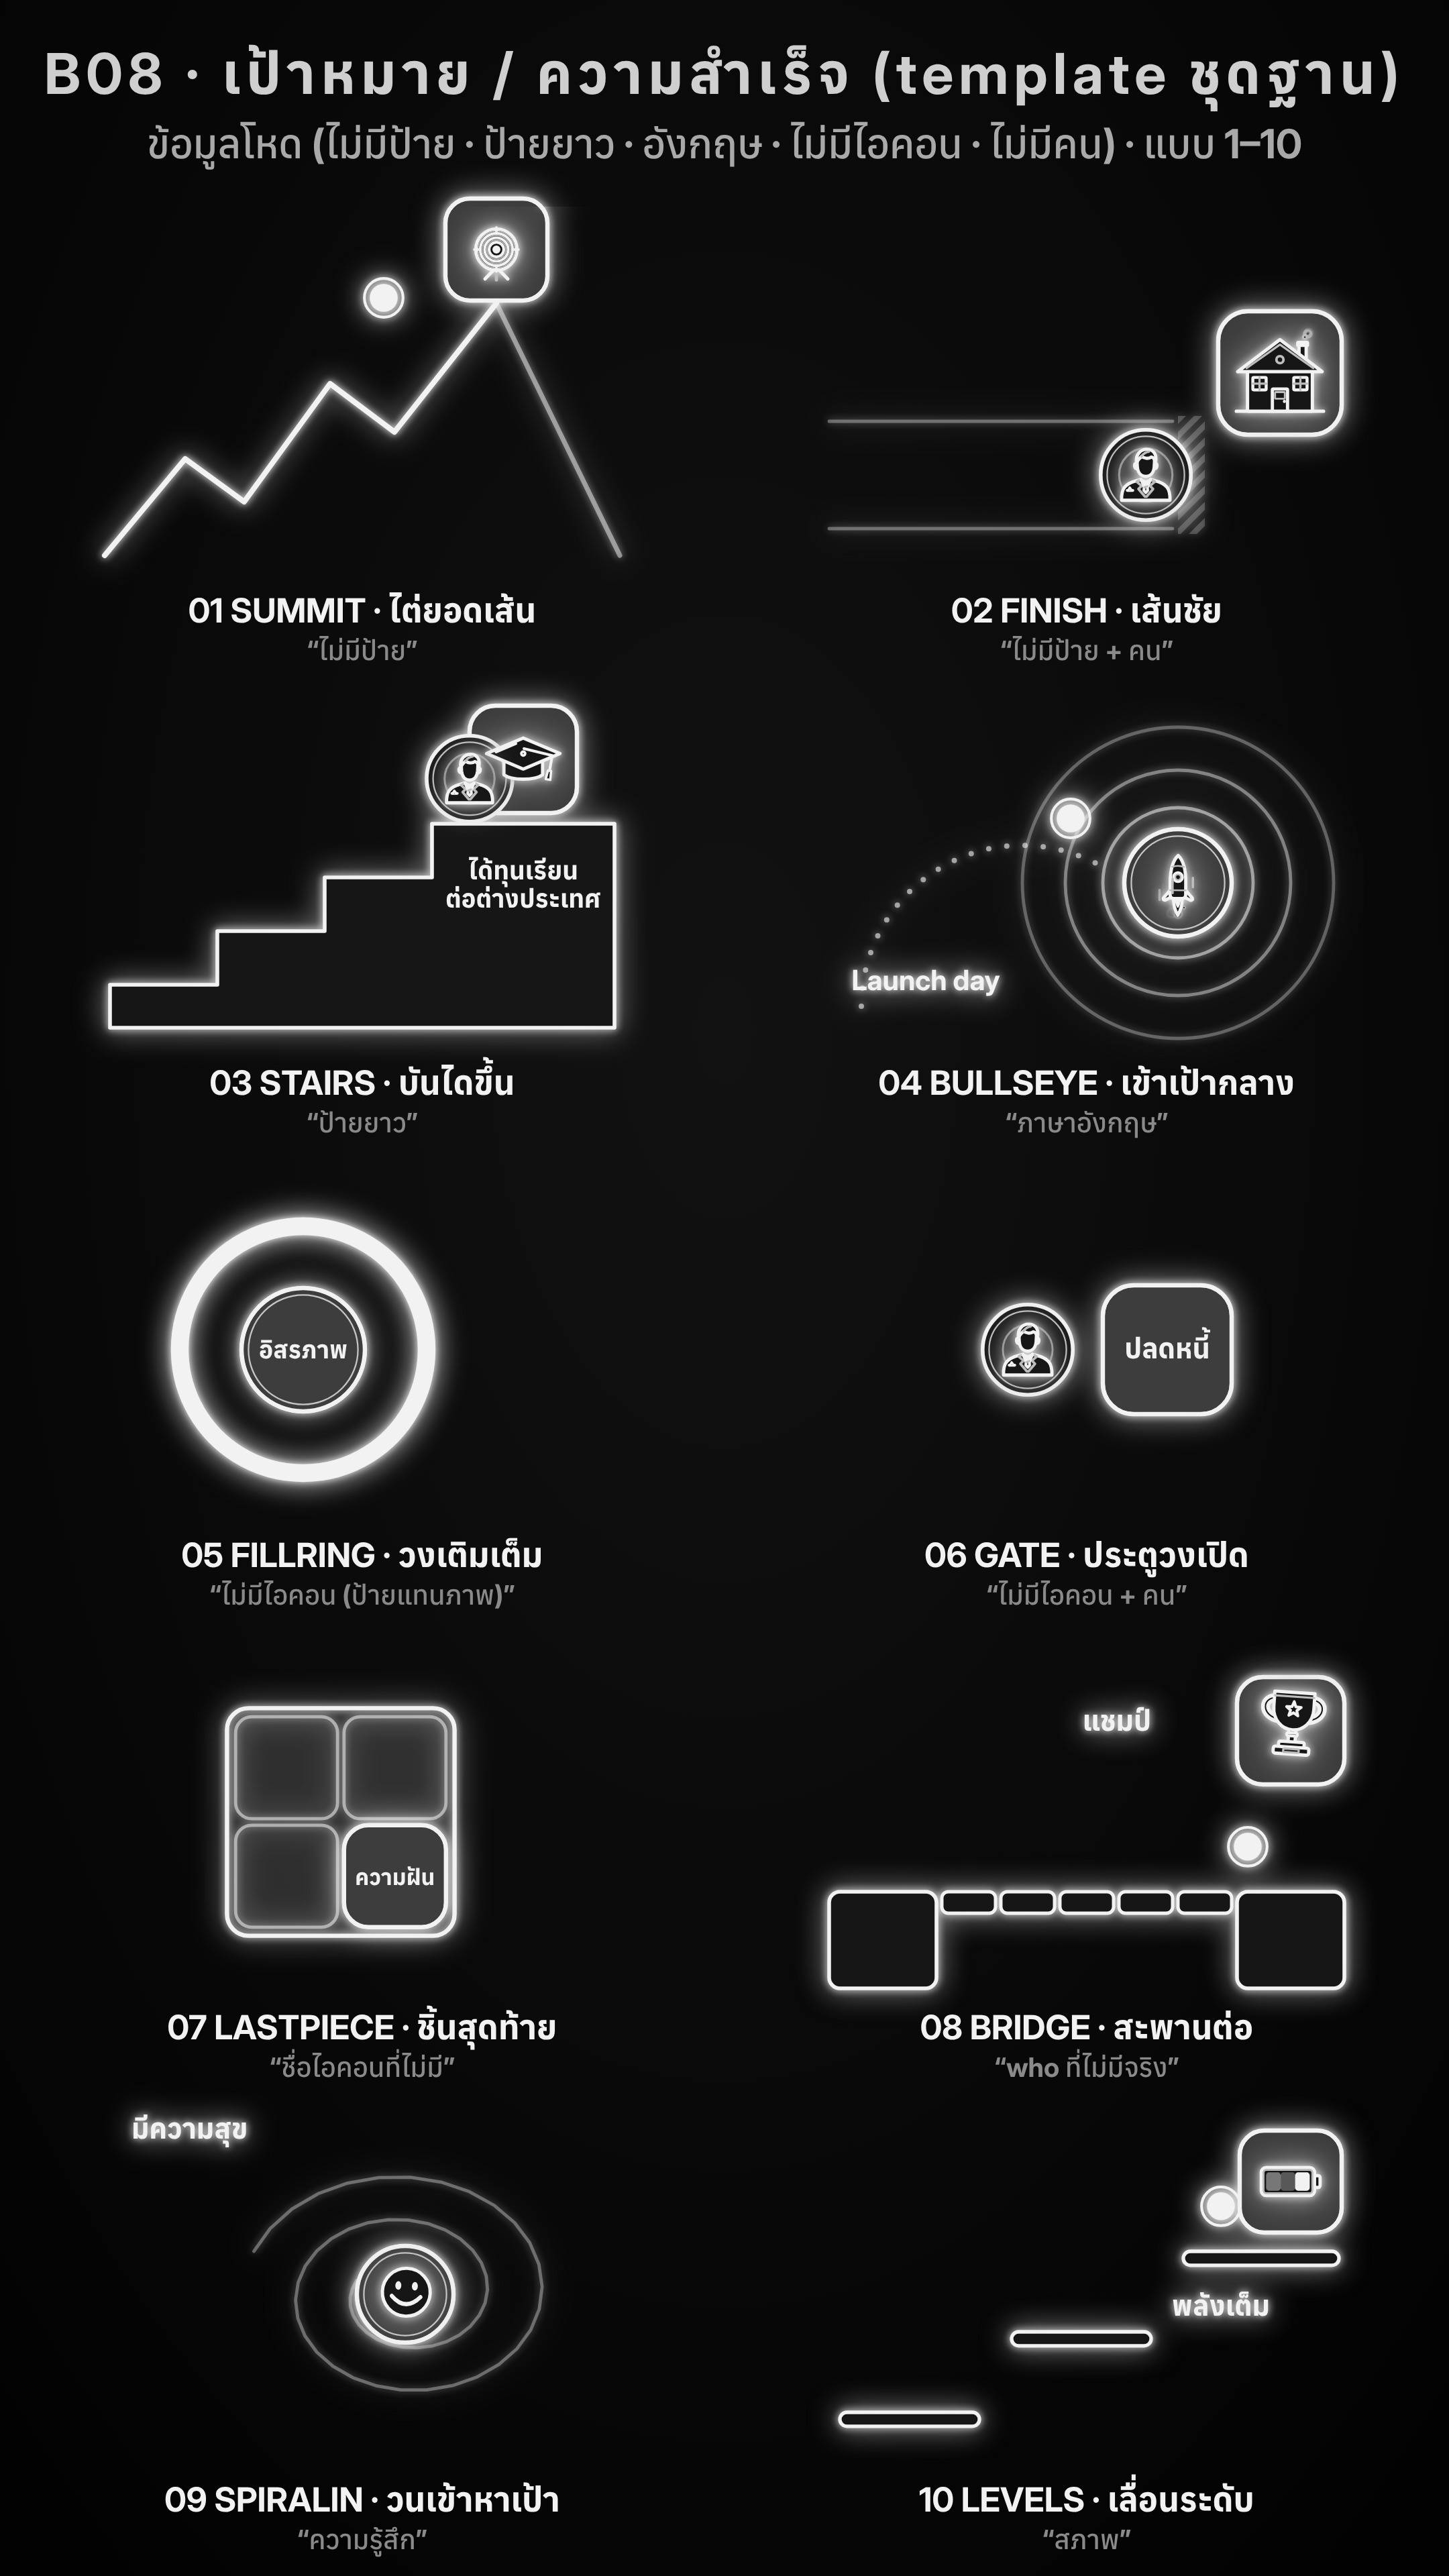 B08 · เป้าหมาย / ความสำเร็จ (template ชุดฐาน)
ข้อมูลโหด (ไม่มีป้าย · ป้ายยาว · อังกฤษ · ไม่มีไอคอน · ไม่มีคน) · แบบ 1–10
01 SUMMIT · ไต่ยอดเส้น
“ไม่มีป้าย”
02 FINISH · เส้นชัย
“ไม่มีป้าย + คน”
ได้ทุนเรียน
ต่อต่างประเทศ
03 STAIRS · บันไดขึ้น
“ป้ายยาว”
Launch day
04 BULLSEYE · เข้าเป้ากลาง
“ภาษาอังกฤษ”
อิสรภาพ
05 FILLRING · วงเติมเต็ม
“ไม่มีไอคอน (ป้ายแทนภาพ)”
ปลดหนี้
06 GATE · ประตูวงเปิด
“ไม่มีไอคอน + คน”
ความฝัน
07 LASTPIECE · ชิ้นสุดท้าย
“ชื่อไอคอนที่ไม่มี”
แชมป์
08 BRIDGE · สะพานต่อ
“who ที่ไม่มีจริง”
มีความสุข
09 SPIRALIN · วนเข้าหาเป้า
“ความรู้สึก”
พลังเต็ม
10 LEVELS · เลื่อนระดับ
“สภาพ”